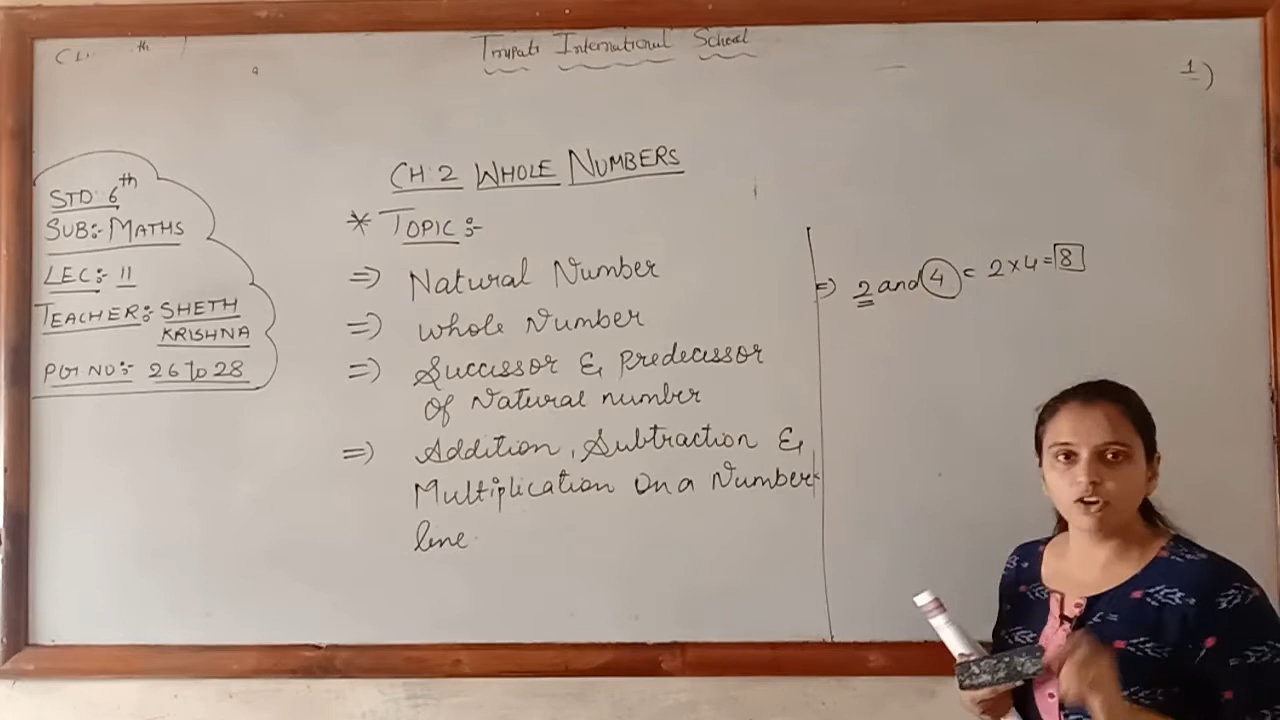 International School
1)
STD: 6th
SUB:- MATHS
LEC:- 11
TEACHER:- SHETH
KRISHNA
PG NO:- 26 to 28
CH: 2 WHOLE NUMBERS
* TOPIC:-
=> Natural Number
=> Whole Number
=> Successor & Predecessor
Of Natural number
=> Addition, Subtraction &
Multiplication On a Number
line.
=> 2 and 4 = 2 x 4 = 8